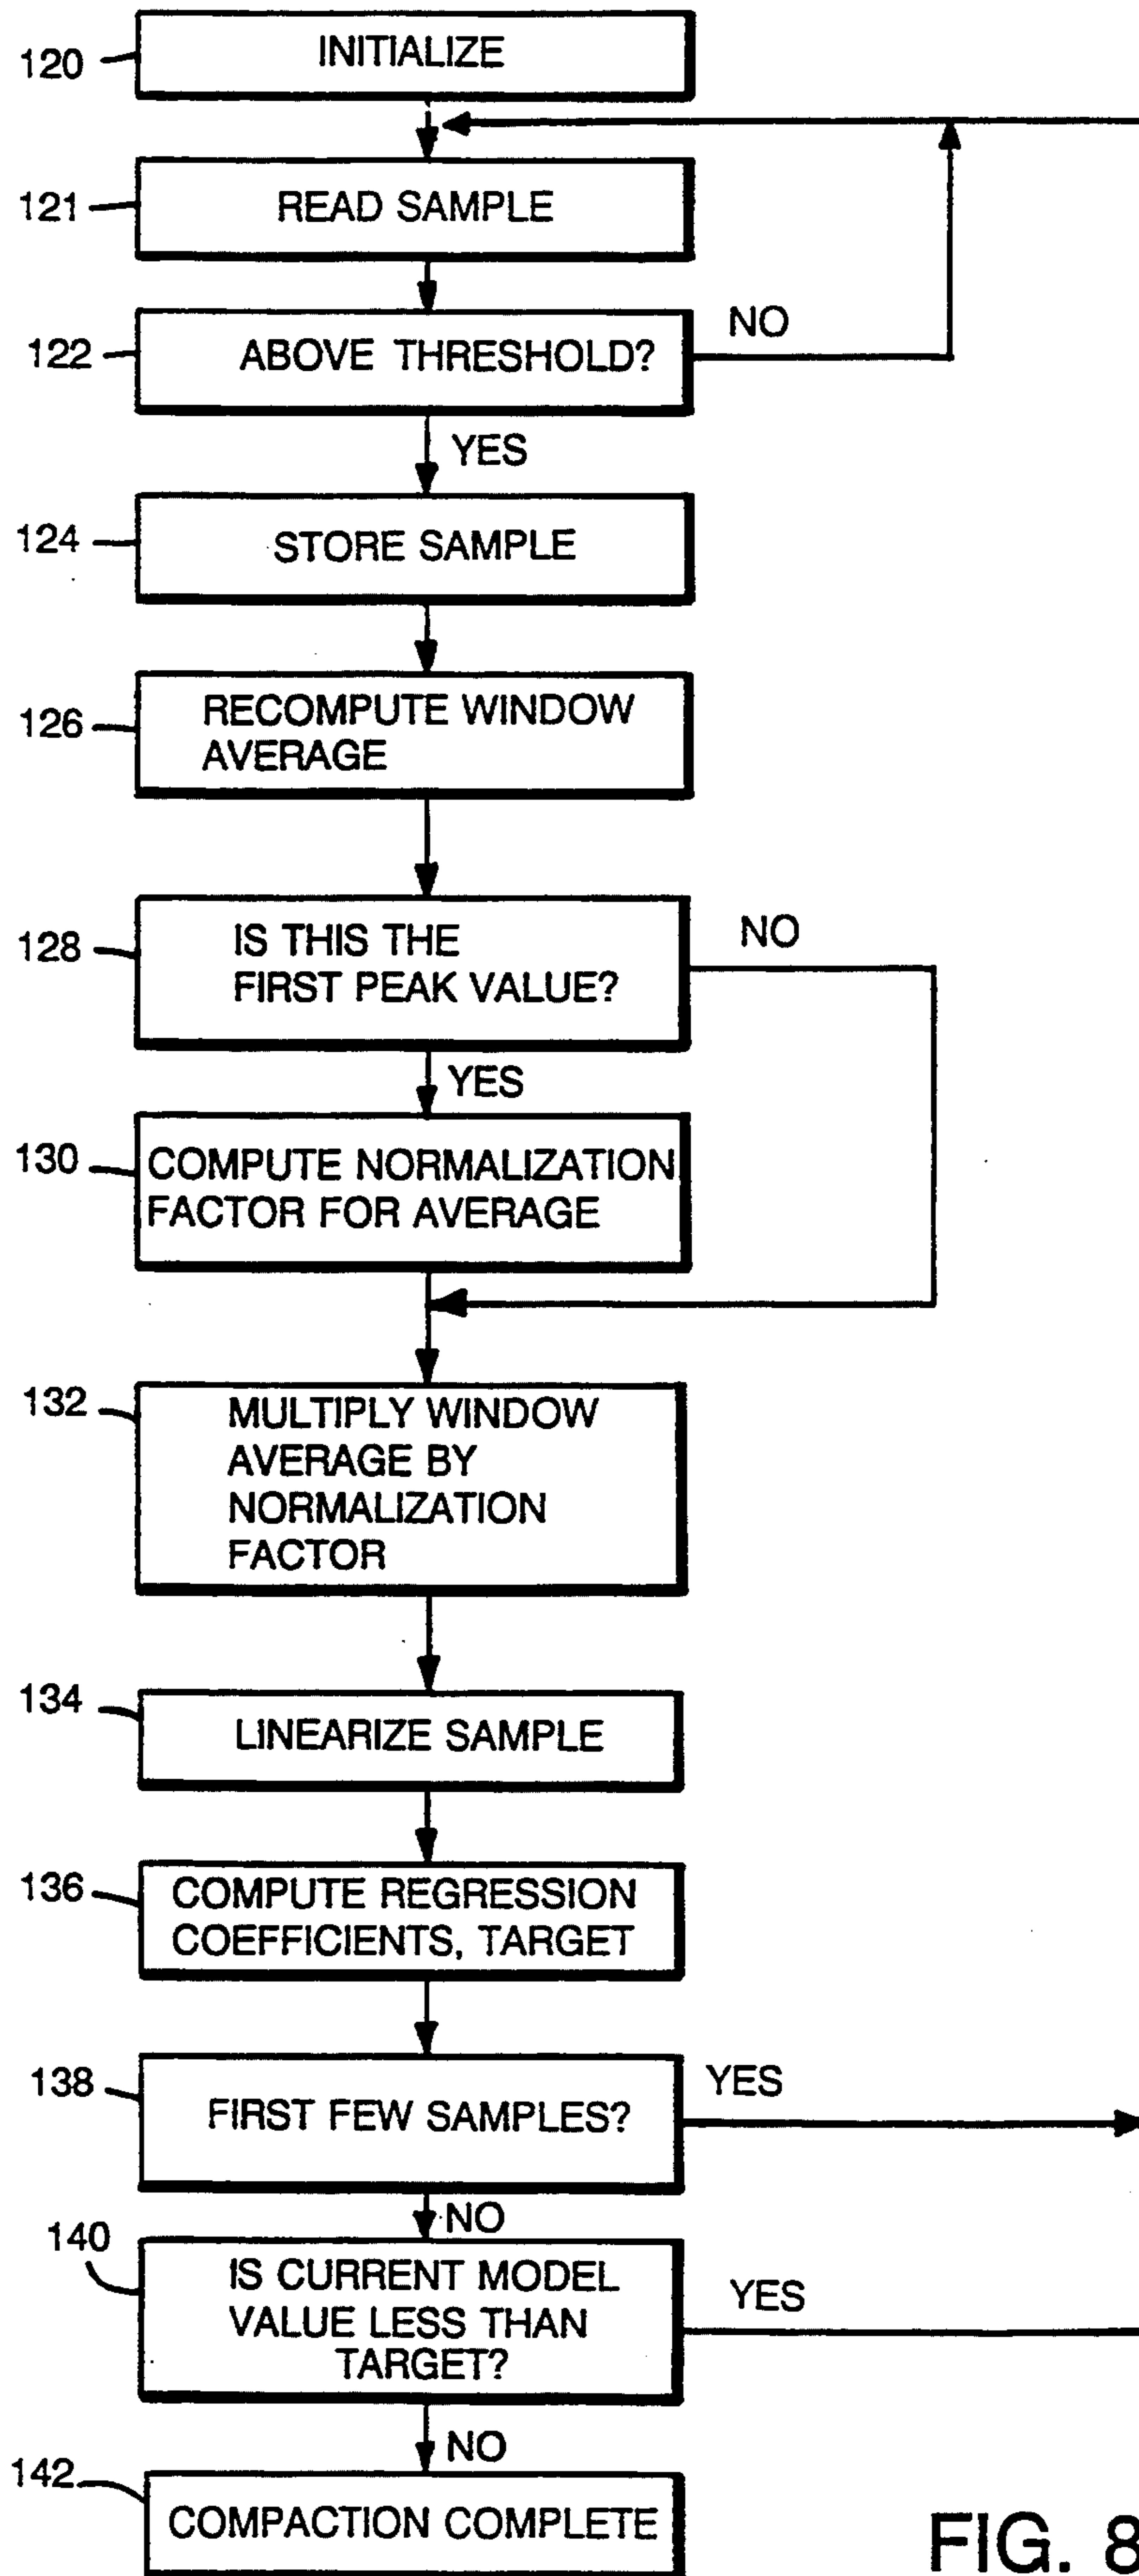 120
INITIALIZE
121
READ SAMPLE
122
ABOVE THRESHOLD?
NO
YES
124
STORE SAMPLE
126
RECOMPUTE WINDOW
AVERAGE
128
IS THIS THE
FIRST PEAK VALUE?
NO
YES
130
COMPUTE NORMALIZATION
FACTOR FOR AVERAGE
132
MULTIPLY WINDOW
AVERAGE BY
NORMALIZATION
FACTOR
134
LINEARIZE SAMPLE
136
COMPUTE REGRESSION
COEFFICIENTS, TARGET
138
FIRST FEW SAMPLES?
YES
NO
140
IS CURRENT MODEL
VALUE LESS THAN
TARGET?
YES
NO
142
COMPACTION COMPLETE
FIG. 8